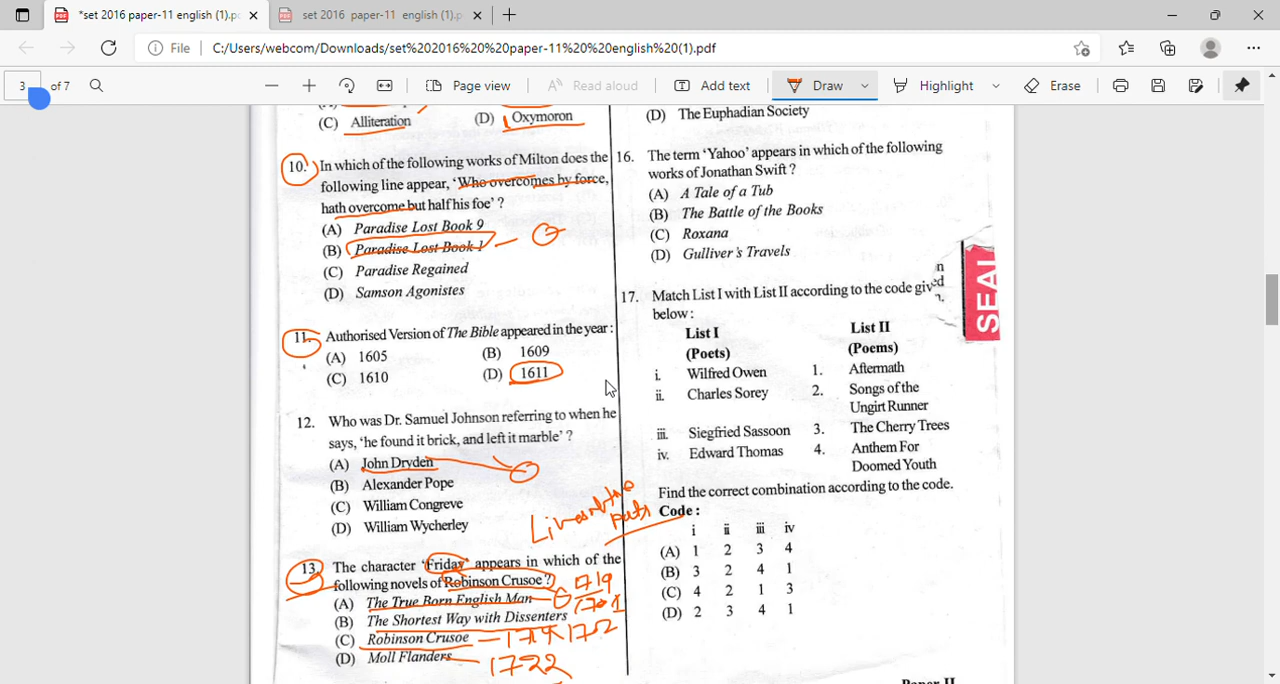 *set 2016 paper-11 english (1).p
set 2016 paper-11 english (1).p
File C:/Users/webcom/Downloads/set%202016%20%20paper-11%20%20english%20(1).pdf
3 of 7
Page view
Read aloud
Add text
Draw
Highlight
Erase
(C) Alliteration (D) Oxymoron
10. In which of the following works of Milton does the
following line appear, ‘Who overcomes by force,
hath overcome but half his foe’ ?
(A) Paradise Lost Book 9
(B) Paradise Lost Book 1
(C) Paradise Regained
(D) Samson Agonistes
11. Authorised Version of The Bible appeared in the year :
(A) 1605 (B) 1609
(C) 1610 (D) 1611
12. Who was Dr. Samuel Johnson referring to when he
says, ‘he found it brick, and left it marble’ ?
(A) John Dryden
(B) Alexander Pope
(C) William Congreve
(D) William Wycherley
13. The character ‘Friday’ appears in which of the
following novels of Robinson Crusoe ?
1719
(A) The True Born English Man
1701
(B) The Shortest Way with Dissenters
1702
(C) Robinson Crusoe
1719
(D) Moll Flanders
1722
(D) The Euphadian Society
16. The term ‘Yahoo’ appears in which of the following
works of Jonathan Swift ?
(A) A Tale of a Tub
(B) The Battle of the Books
(C) Roxana
(D) Gulliver’s Travels
17. Match List I with List II according to the code giv
below :
List I List II
(Poets) (Poems)
i. Wilfred Owen 1. Aftermath
ii. Charles Sorey 2. Songs of the
Ungirt Runner
iii. Siegfried Sassoon 3. The Cherry Trees
iv. Edward Thomas 4. Anthem For
Doomed Youth
Find the correct combination according to the code.
Code :
i ii iii iv
(A) 1 2 3 4
(B) 3 2 4 1
(C) 4 2 1 3
(D) 2 3 4 1
SEAL